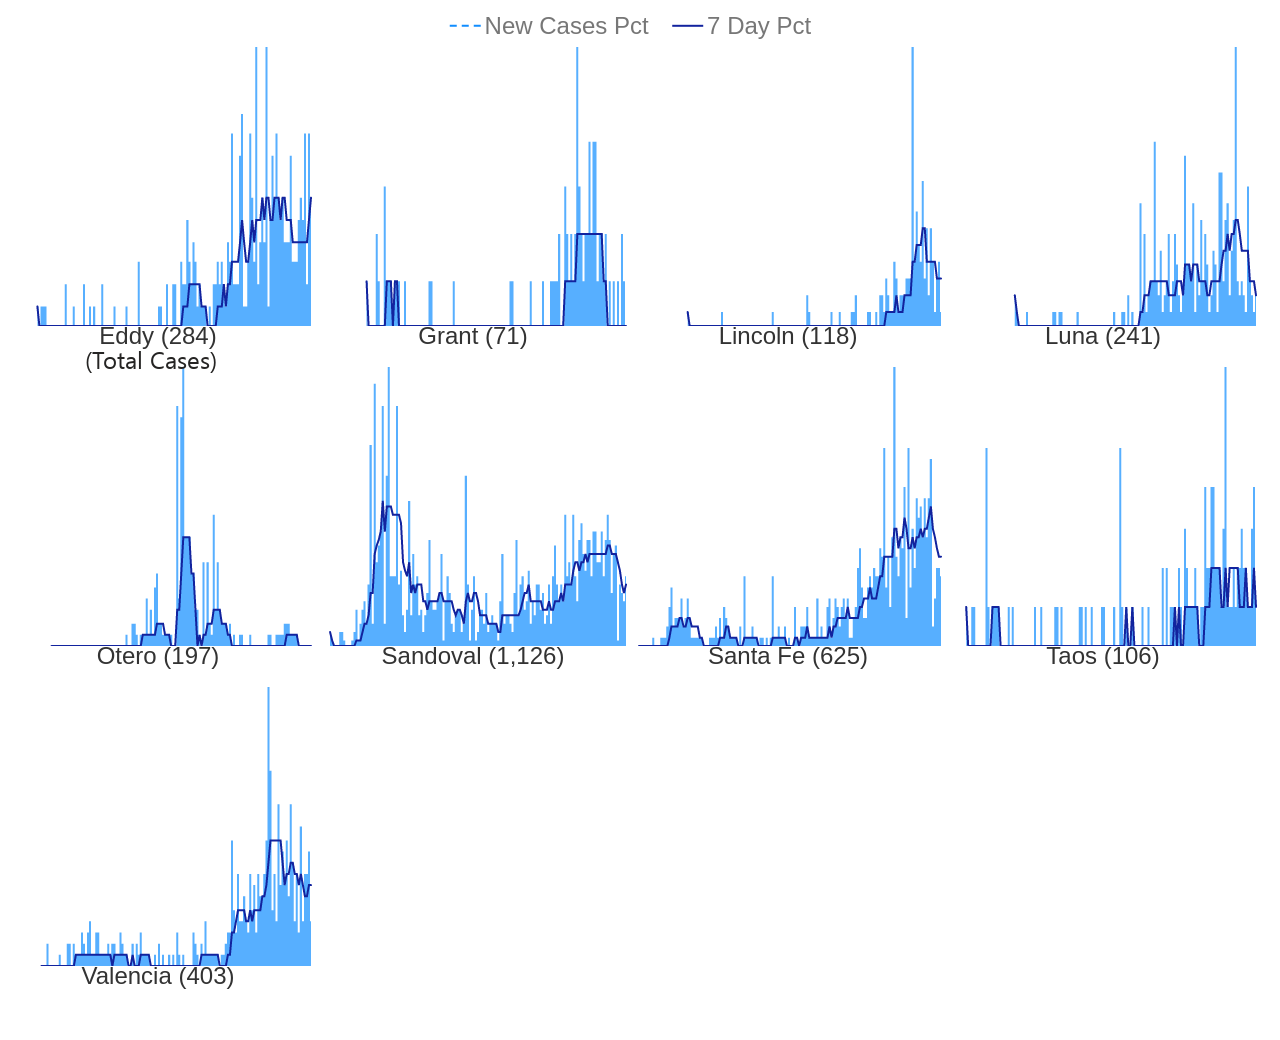 New Cases Pct 7 Day Pct
Eddy (284) Grant (71) Lincoln (118) Luna (241)
(Total Cases)
Otero (197) Sandoval (1,126) Santa Fe (625) Taos (106)
Valencia (403)